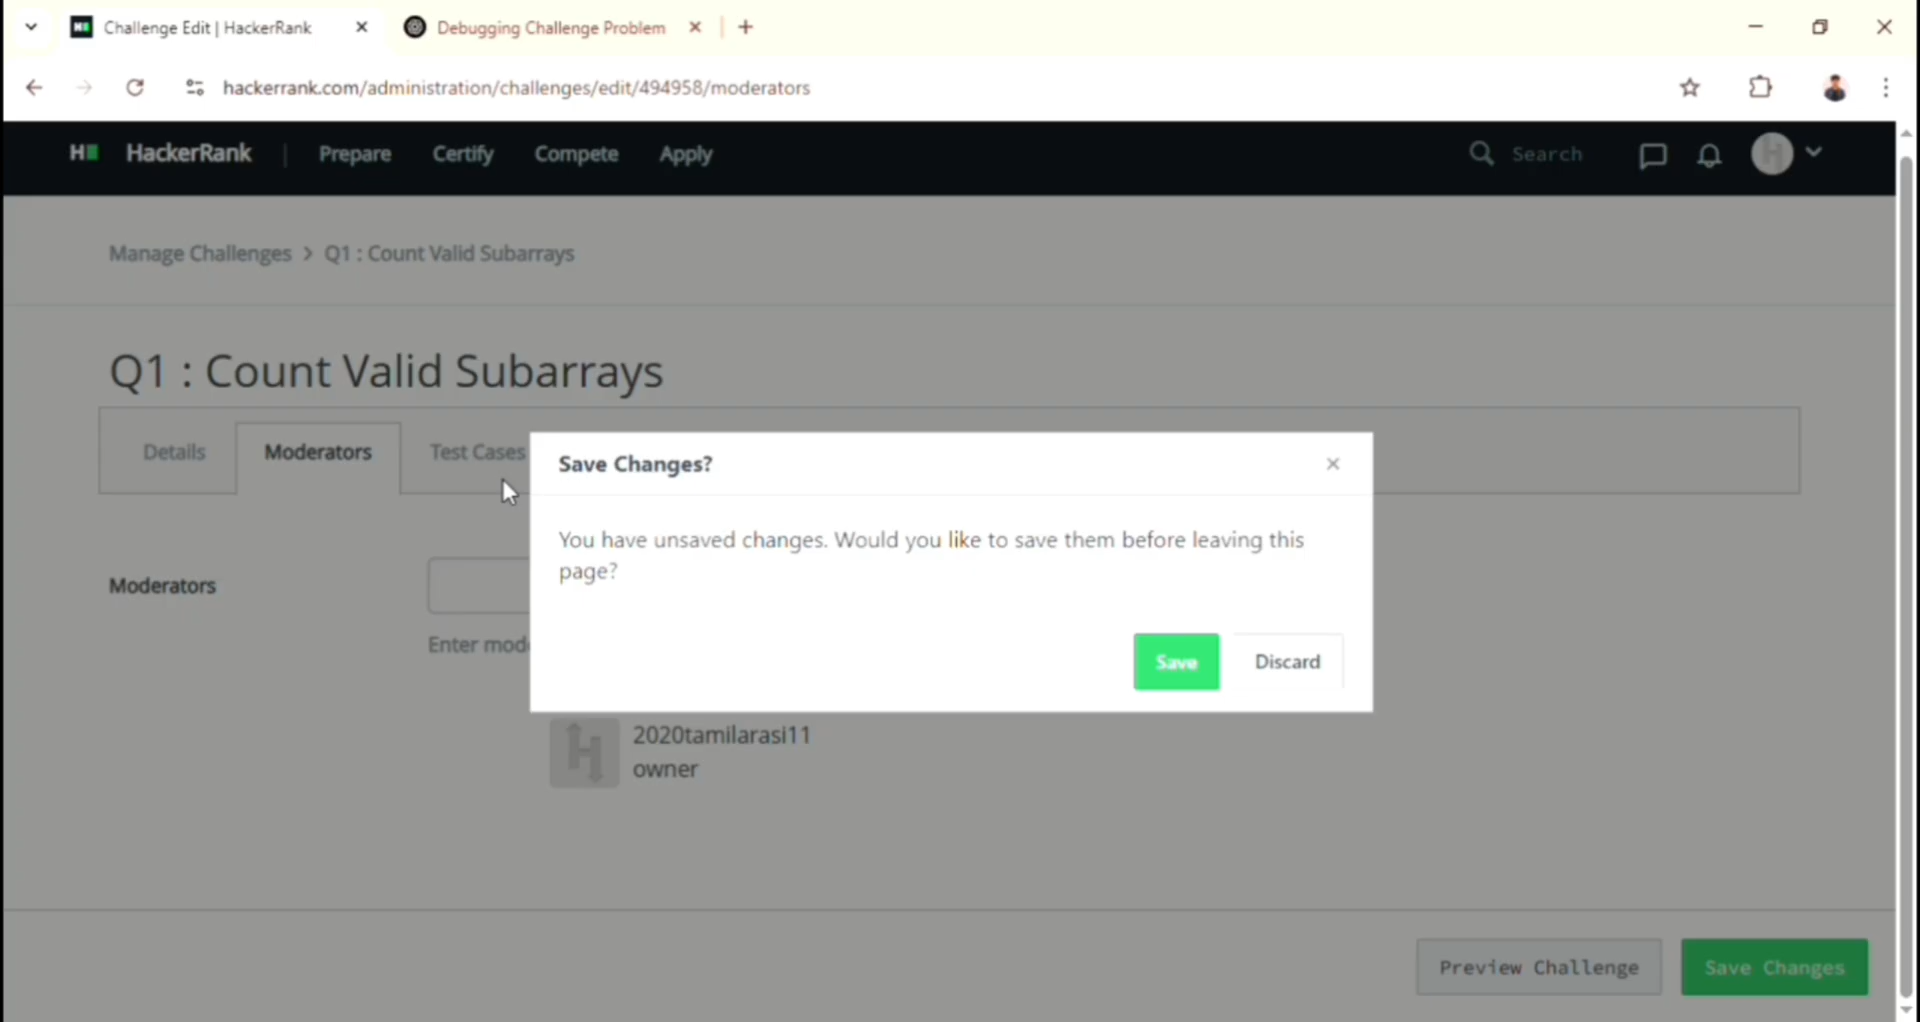 Challenge Edit | HackerRank
Debugging Challenge Problem
hackerrank.com/administration/challenges/edit/494958/moderators
H
HackerRank | Prepare Certify Compete Apply Search H
Manage Challenges > Q1 : Count Valid Subarrays
Q1 : Count Valid Subarrays
Details Moderators Test Cases
Save Changes?
You have unsaved changes. Would you like to save them before leaving this
page?
Moderators
Enter mod
Save Discard
H
2020tamilarasi11
owner
Preview Challenge Save Changes